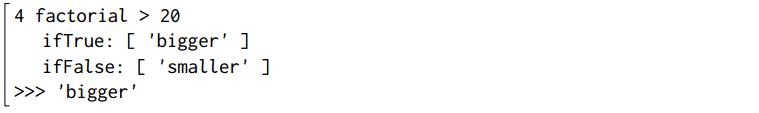 4 factorial > 20
ifTrue: [ 'bigger' ]
ifFalse: [ 'smaller' ]
>>> 'bigger'